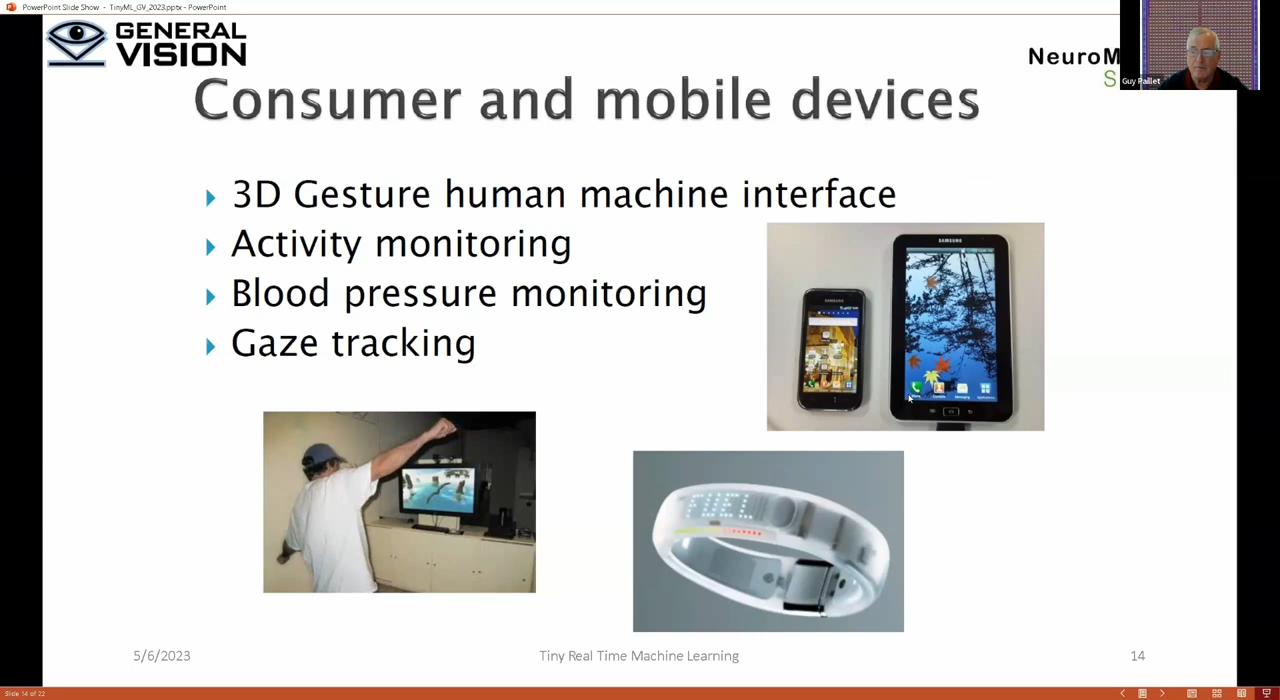 PowerPoint Slide Show - TinyML_GV_2023.pptx - PowerPoint
GENERAL
VISION
NeuroM
S
Guy Paillet
Consumer and mobile devices
3D Gesture human machine interface
Activity monitoring
Blood pressure monitoring
Gaze tracking
SAMSUNG
SAMSUNG
FUEL
5/6/2023
Tiny Real Time Machine Learning
14
Slide 14 of 22